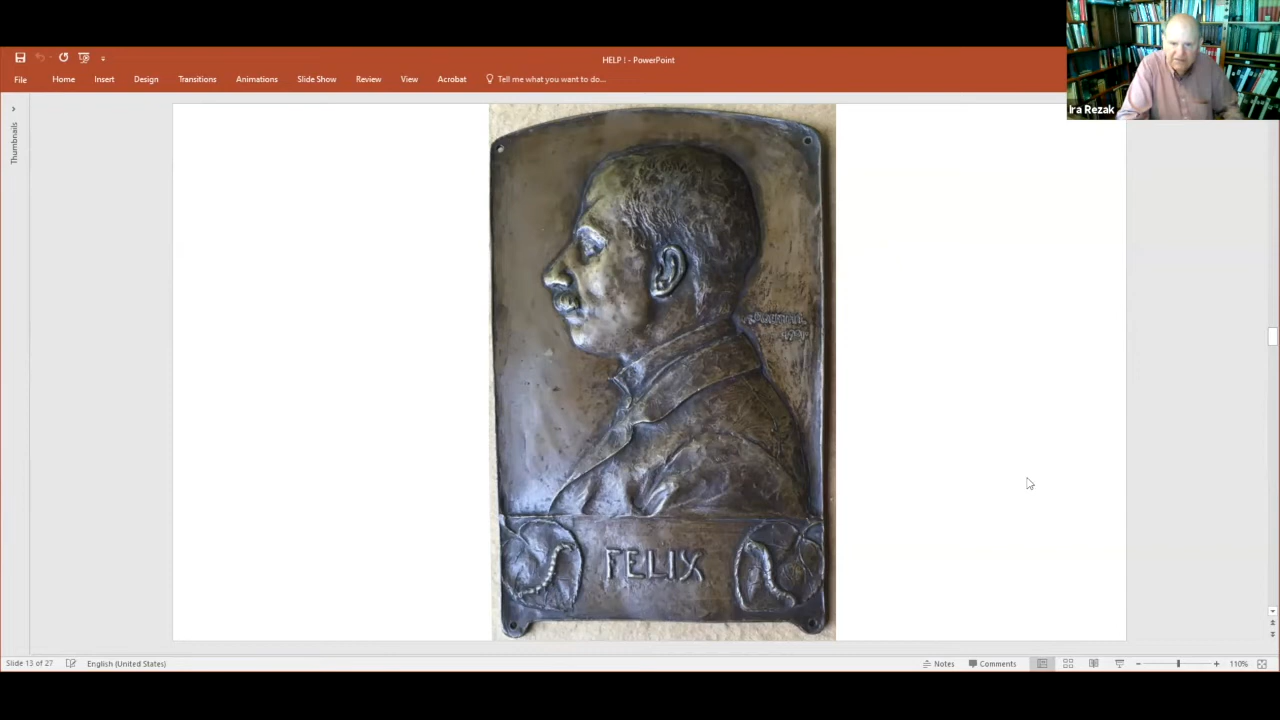 HELP ! - PowerPoint
File
Home
Insert
Design
Transitions
Animations
Slide Show
Review
View
Acrobat
Tell me what you want to do...
Ira Rezak
Thumbnails
FELIX
Slide 13 of 27
English (United States)
Notes
Comments
110%